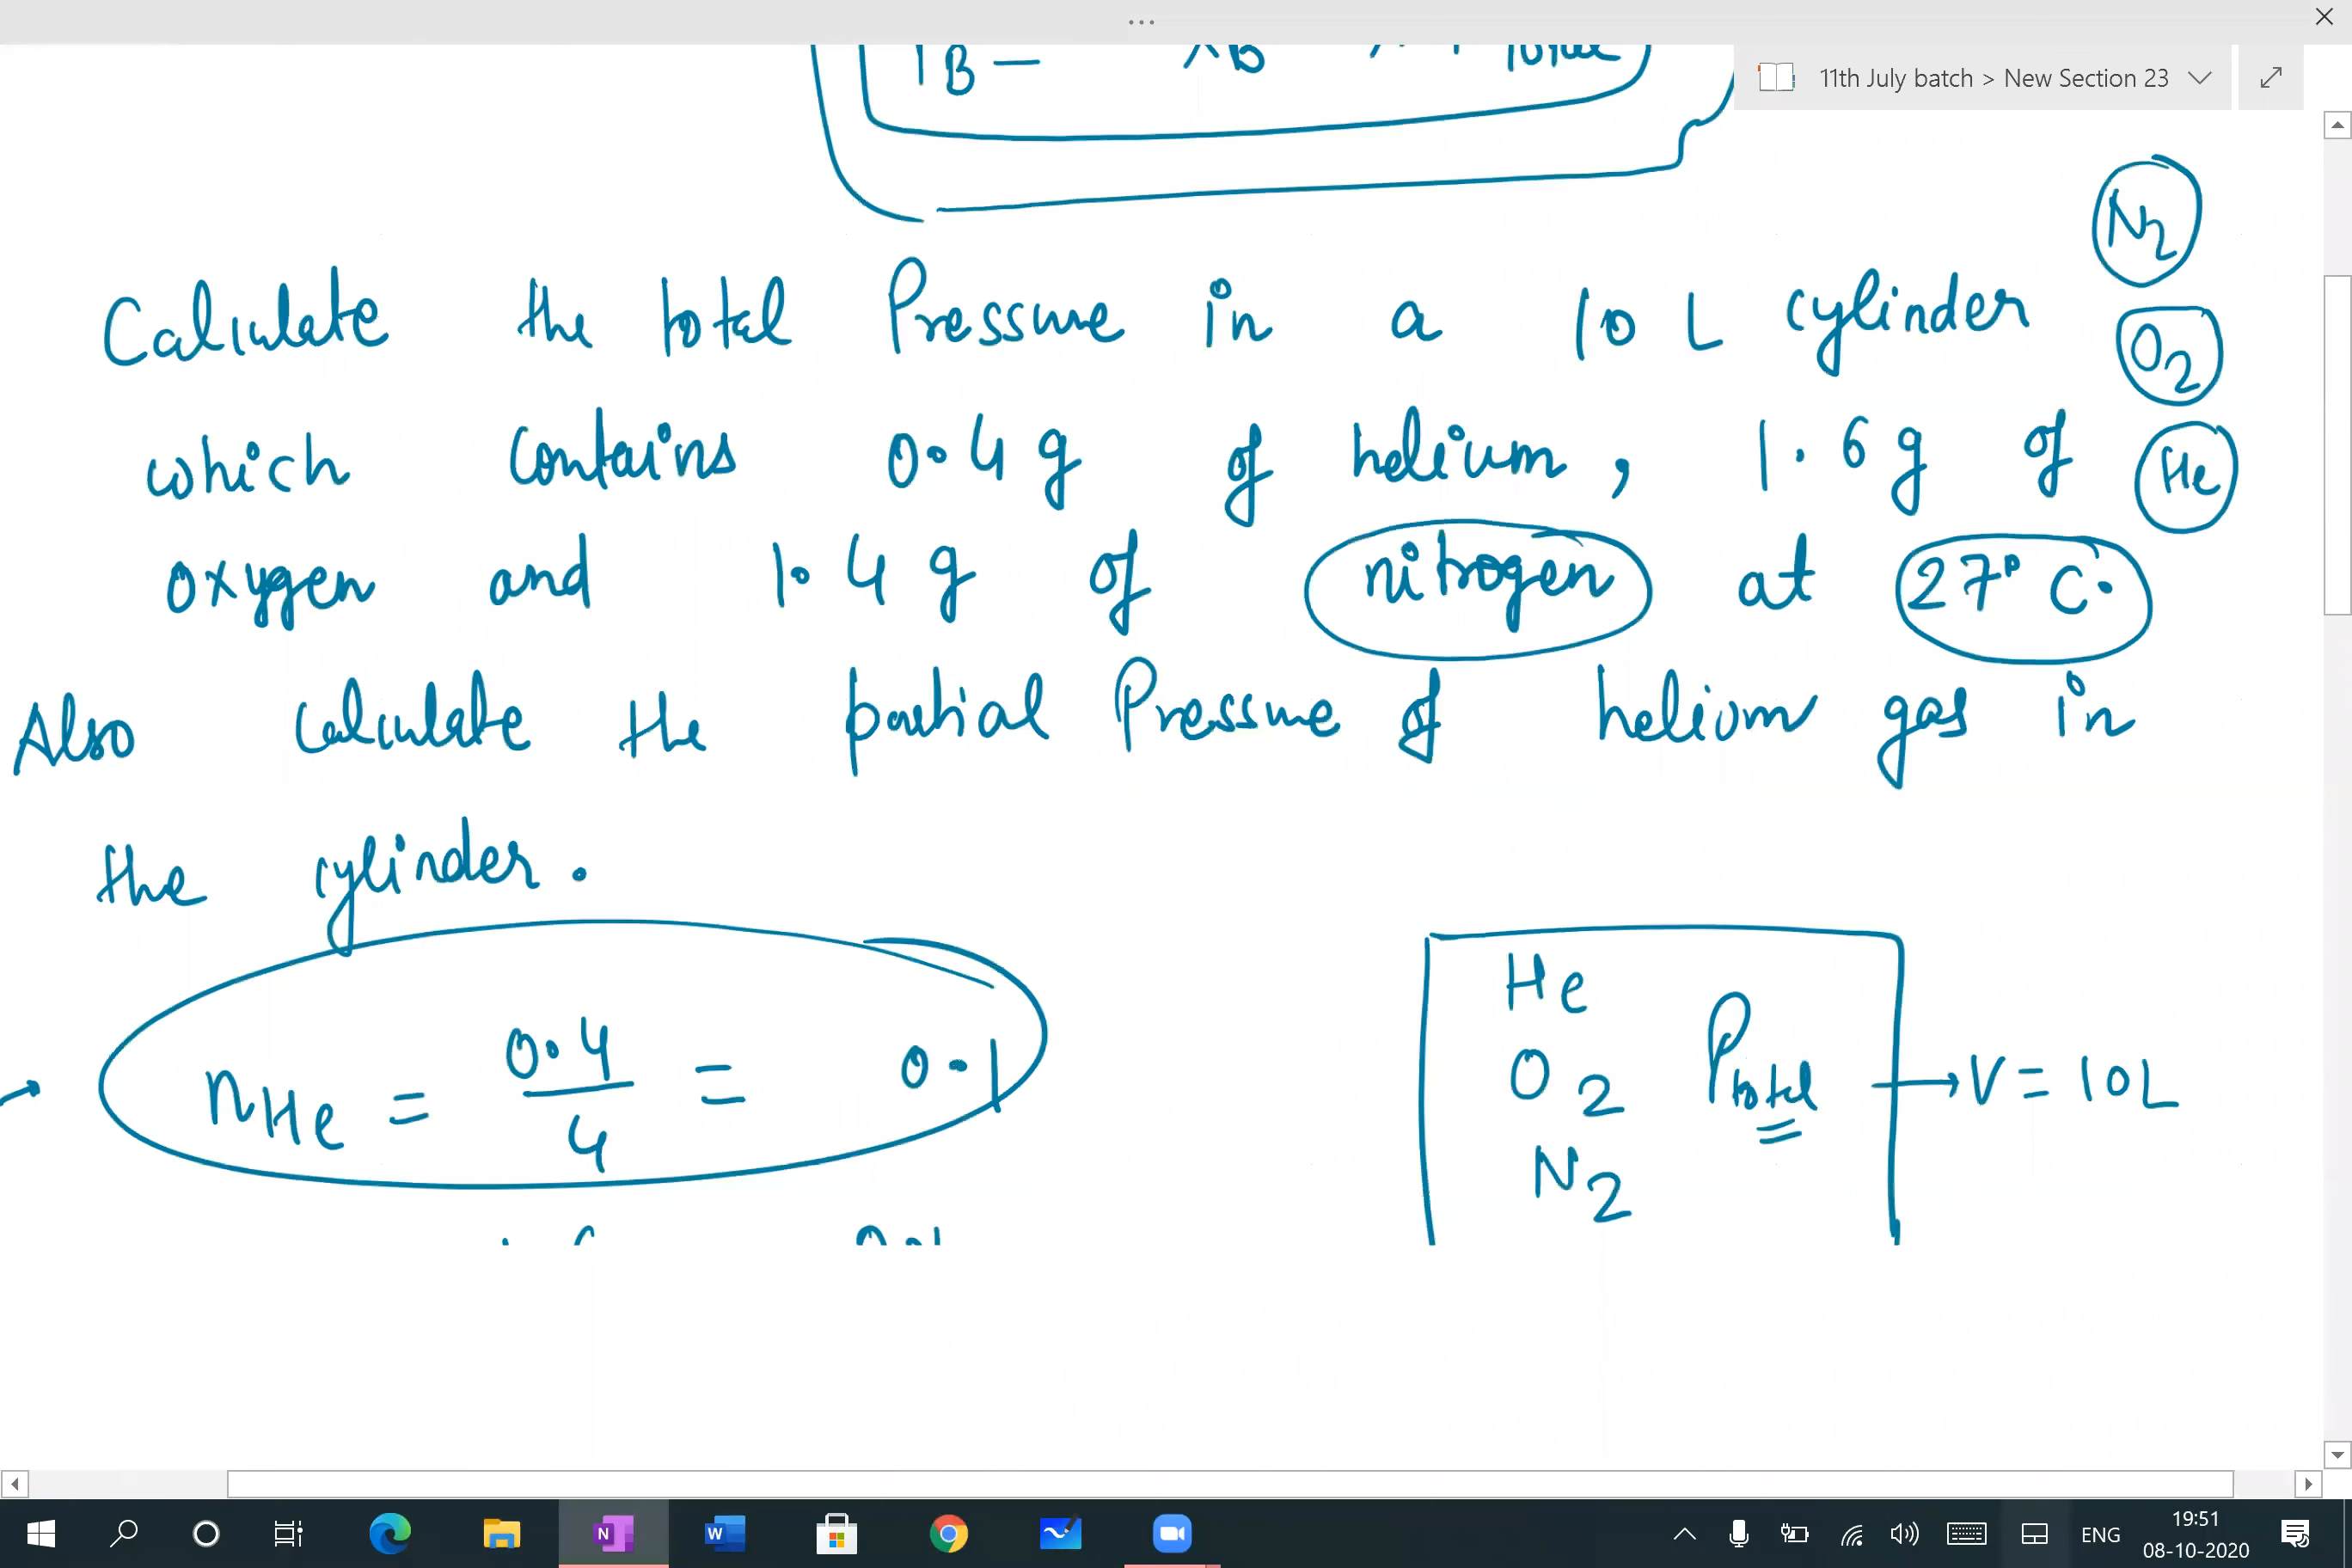 ...
11th July batch > New Section 23
N2
Calculate the total Pressure in a 10 L cylinder
O2
which contains 0.4 g of helium, 1.6 g of
He
oxygen and 1.4 g of nitrogen at 27° C.
Also calculate the partial Pressure of helium gas in
the cylinder.
nHe = 0.4/4 = 0.1
He
O2 Ptotal → V = 10L
N2
ENG
19:51
08-10-2020